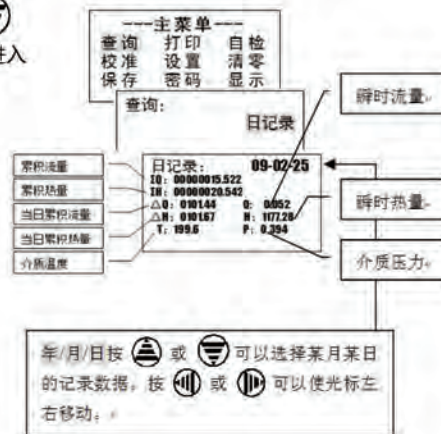 进入
---主菜单---
查询 打印 自检
校准 设置 清零
保存 密码 显示
查询:
日记录
瞬时流量
累积流量
累积热量
当日累积流量
当日累积热量
介质温度
日记录: 09-02-25
IQ: 00000015.522
IH: 00000020.542
△Q: 0101.44 Q: 0.052
△H: 0101.67 H: 1177.28
T: 199.6 P: 0.394
瞬时热量
介质压力
年/月/日按 或 可以选择某月某日
的记录数据。按 或 可以使光标左
右移动。